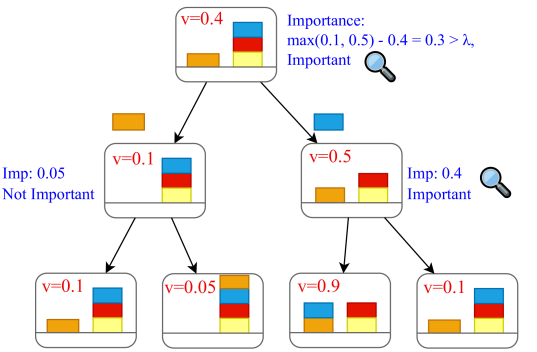 v=0.4
Importance:
max(0.1, 0.5) - 0.4 = 0.3 > λ,
Important
Imp: 0.05
Not Important
v=0.1
v=0.5
Imp: 0.4
Important
v=0.1
v=0.05
v=0.9
v=0.1